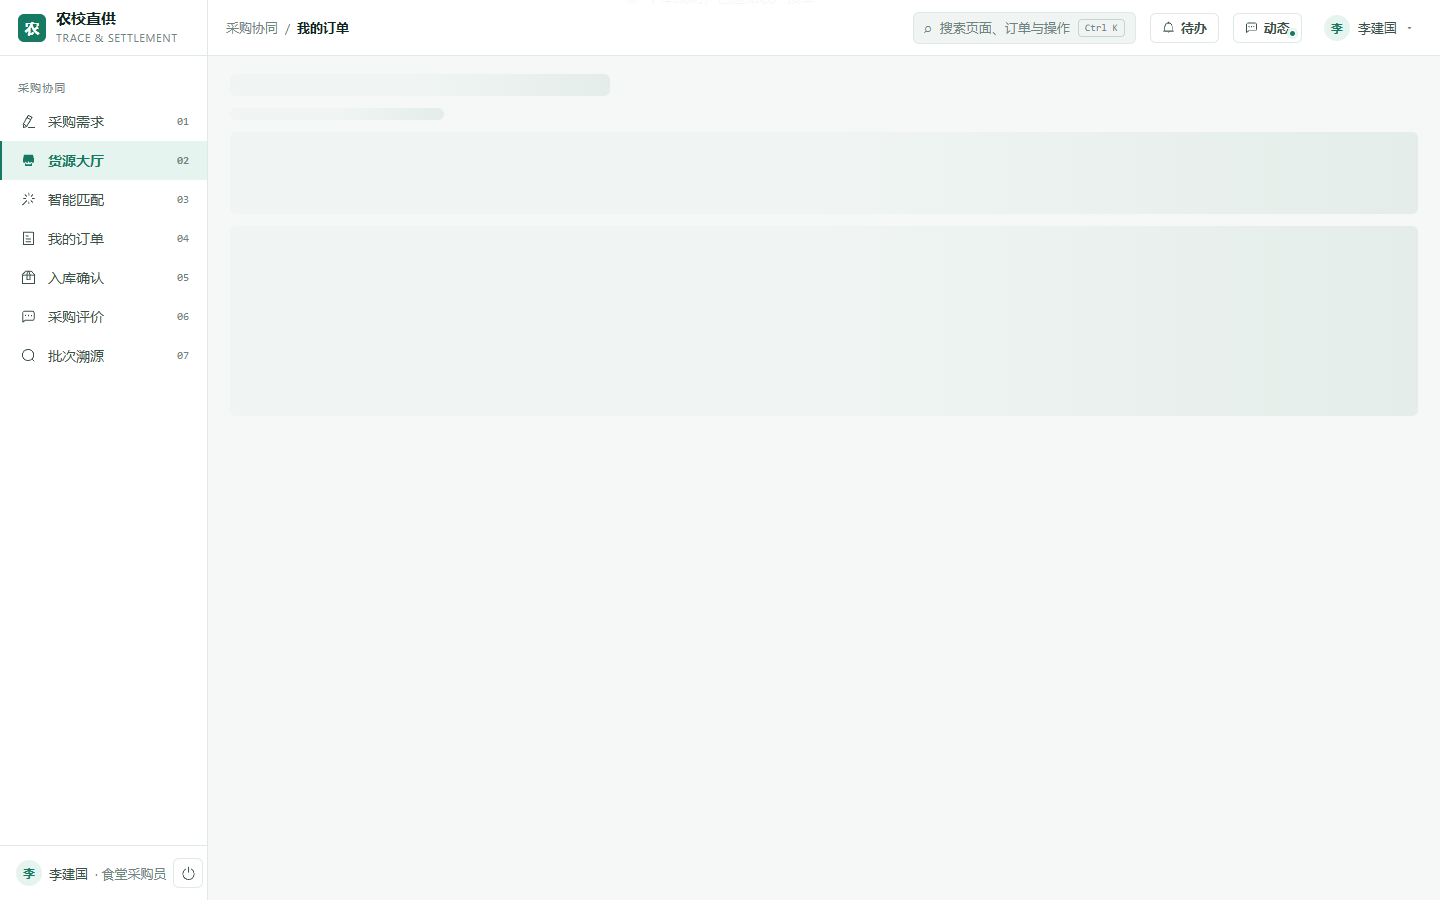 农校直供
TRACE & SETTLEMENT
采购协同 / 我的订单
搜索页面、订单与操作 Ctrl K
待办
动态
李 李建国
采购协同
采购需求 01
货源大厅 02
智能匹配 03
我的订单 04
入库确认 05
采购评价 06
批次溯源 07
李 李建国 · 食堂采购员
农